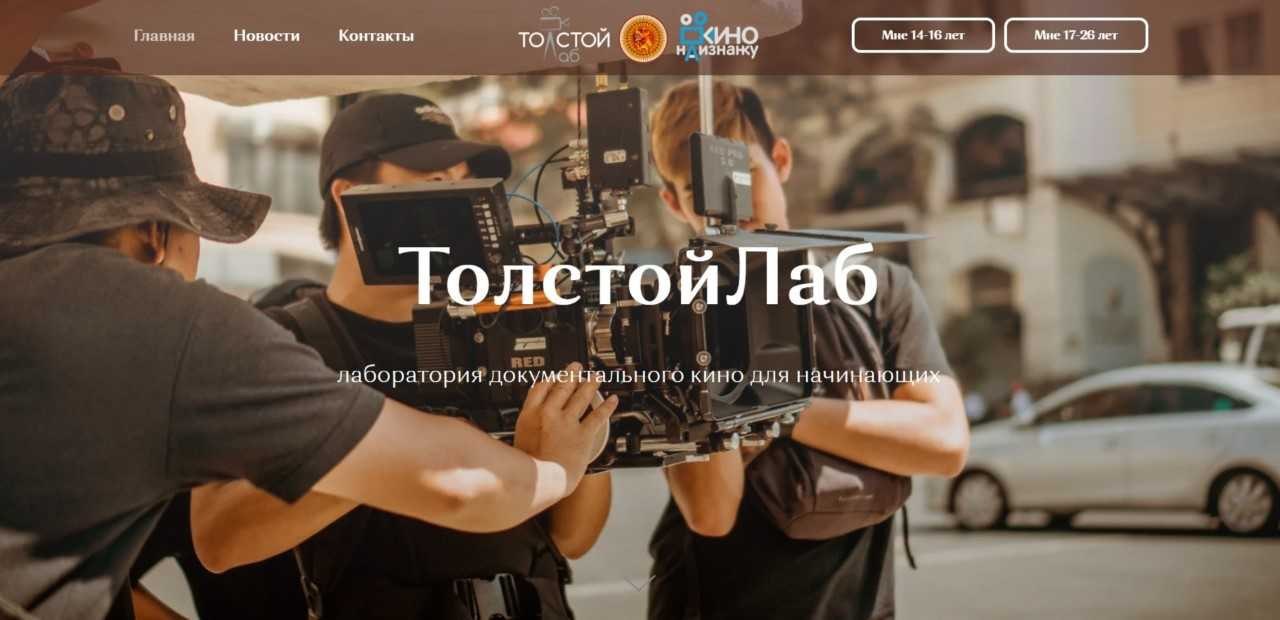 Главная
Новости
Контакты
ТОЛСТОЙ
Лаб
КИНО
НАИЗНАНКУ
Мне 14-16 лет
Мне 17-26 лет
ТолстойЛаб
RED
лаборатория документального кино для начинающих